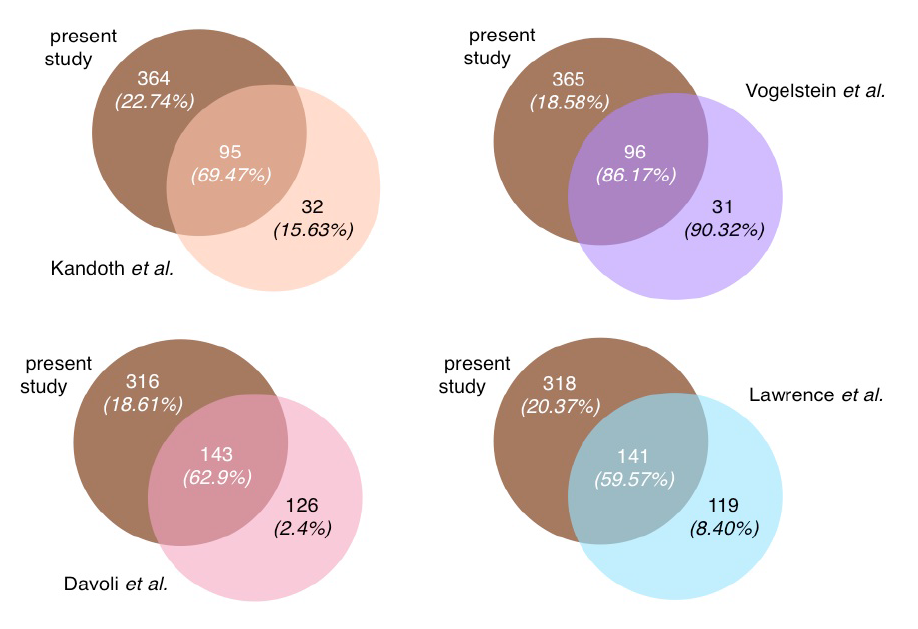 present
study
364
(22.74%)
95
(69.47%)
32
(15.63%)
Kandoth et al.
present
study
365
(18.58%)
Vogelstein et al.
96
(86.17%)
31
(90.32%)
present
study
316
(18.61%)
143
(62.9%)
126
(2.4%)
Davoli et al.
present
study
318
(20.37%)
Lawrence et al.
141
(59.57%)
119
(8.40%)